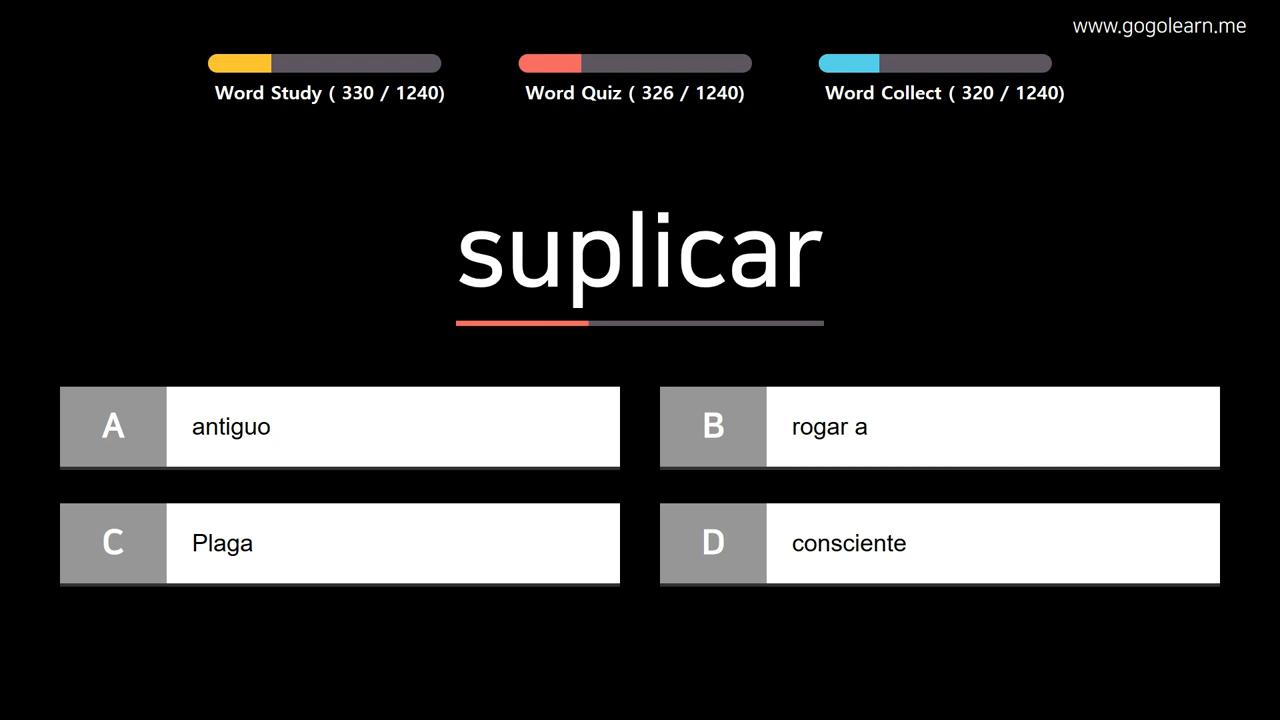 www.gogolearn.me
Word Study ( 330 / 1240)
Word Quiz ( 326 / 1240)
Word Collect ( 320 / 1240)
suplicar
A antiguo
B rogar a
C Plaga
D consciente